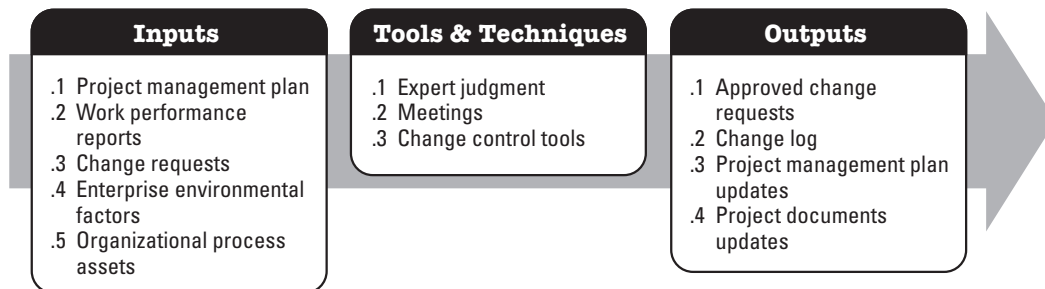 Inputs
.1 Project management plan
.2 Work performance
reports
.3 Change requests
.4 Enterprise environmental
factors
.5 Organizational process
assets
Tools & Techniques
.1 Expert judgment
.2 Meetings
.3 Change control tools
Outputs
.1 Approved change
requests
.2 Change log
.3 Project management plan
updates
.4 Project documents
updates